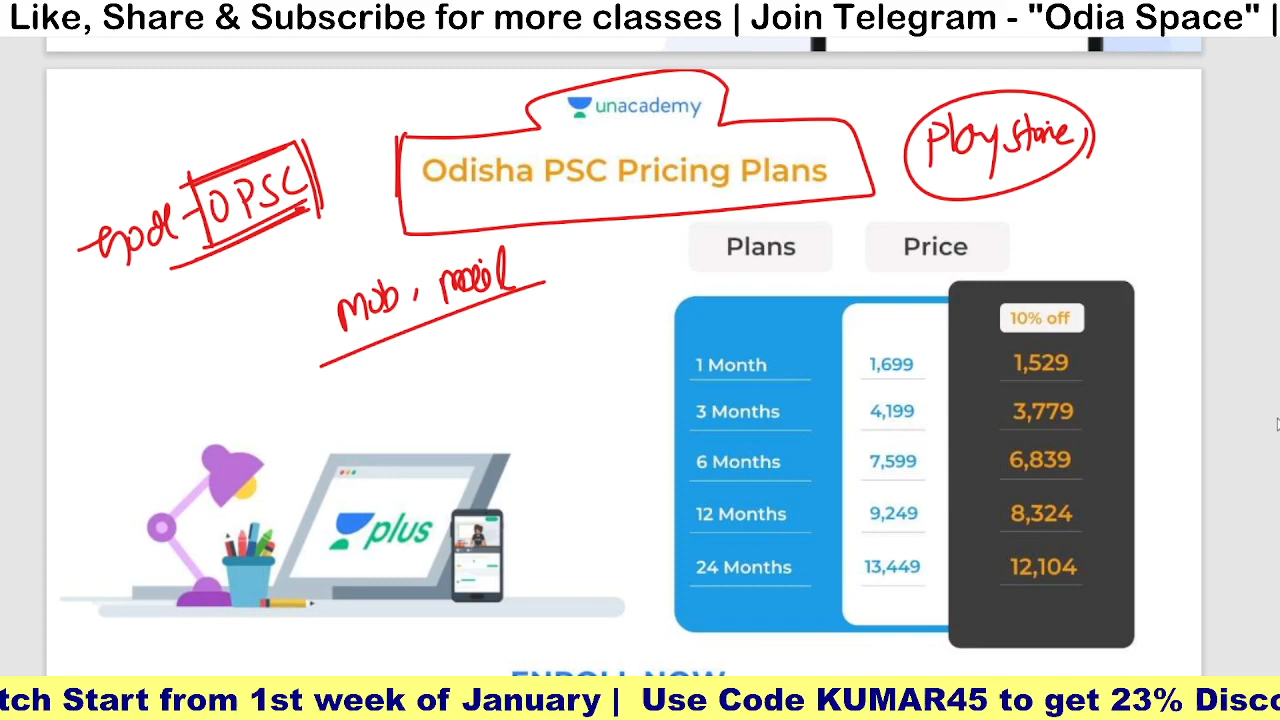 Like, Share & Subscribe for more classes | Join Telegram - "Odia Space" |
unacademy
Odisha PSC Pricing Plans
Play store,
OPSC
Mob,
Plans Price
10% off
1 Month 1,699 1,529
3 Months 4,199 3,779
6 Months 7,599 6,839
12 Months 9,249 8,324
24 Months 13,449 12,104
plus
ENROLL NOW
tch Start from 1st week of January | Use Code KUMAR45 to get 23% Disco